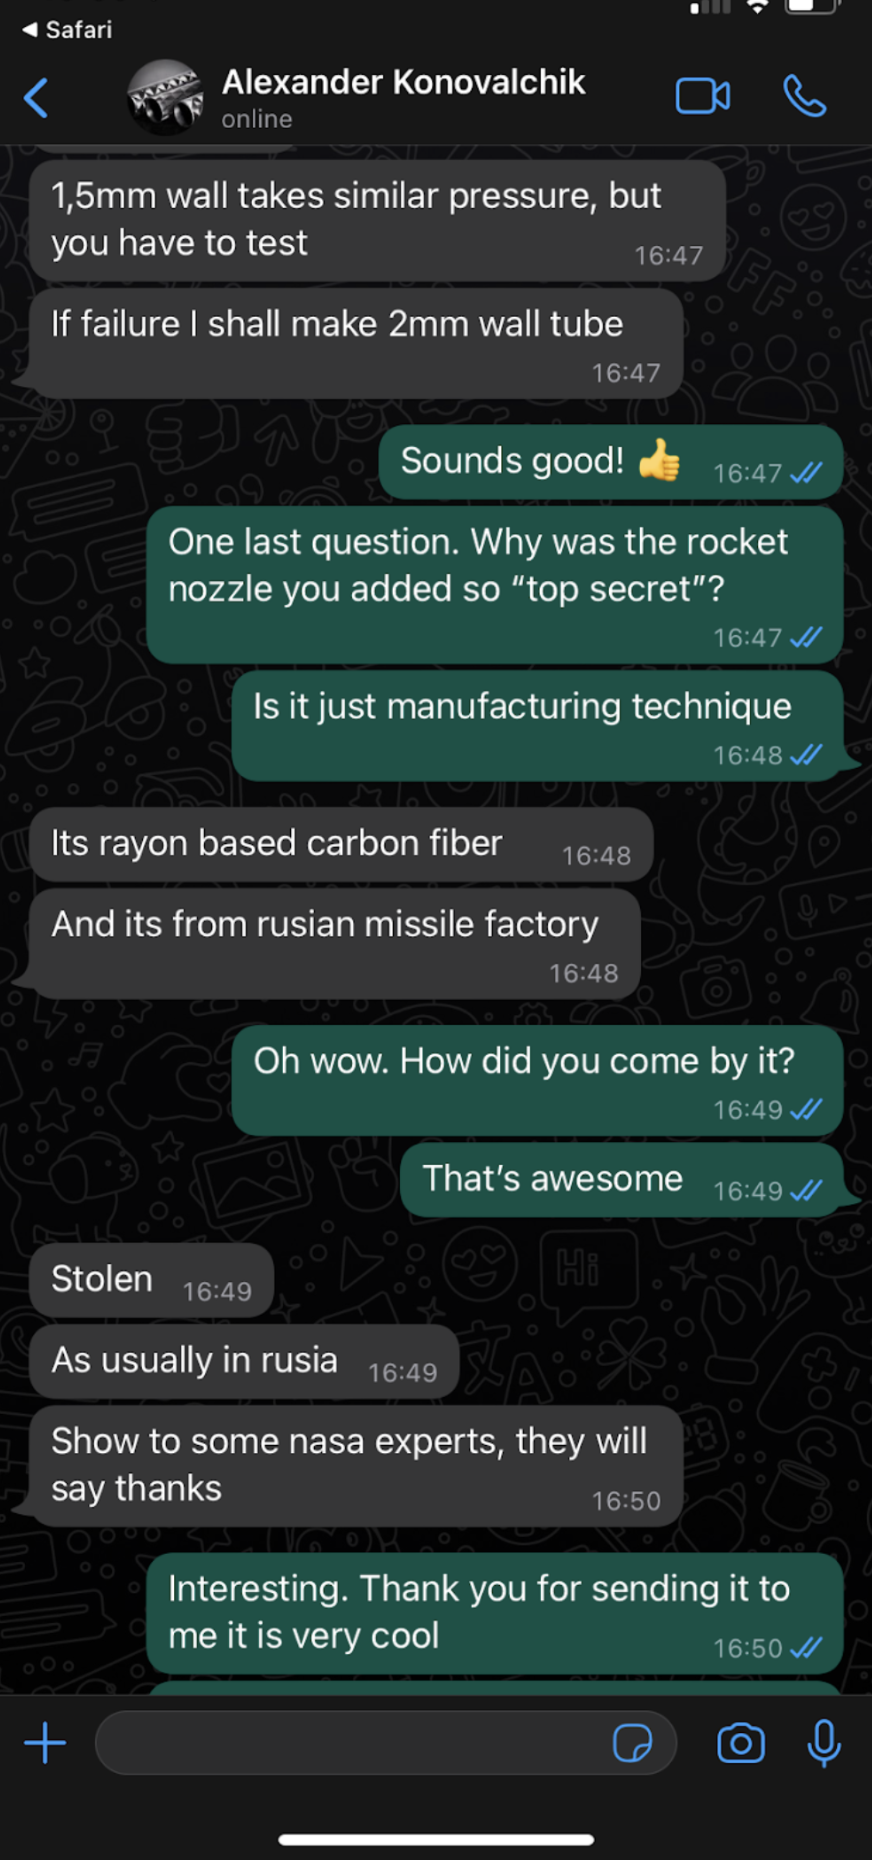 Safari
Alexander Konovalchik
online
1,5mm wall takes similar pressure, but
you have to test
16:47
If failure I shall make 2mm wall tube
16:47
Sounds good! 👍 16:47
One last question. Why was the rocket
nozzle you added so “top secret”?
16:47
Is it just manufacturing technique
16:48
Its rayon based carbon fiber 16:48
And its from rusian missile factory
16:48
Oh wow. How did you come by it?
16:49
That’s awesome 16:49
Stolen 16:49
As usually in rusia 16:49
Show to some nasa experts, they will
say thanks
16:50
Interesting. Thank you for sending it to
me it is very cool
16:50